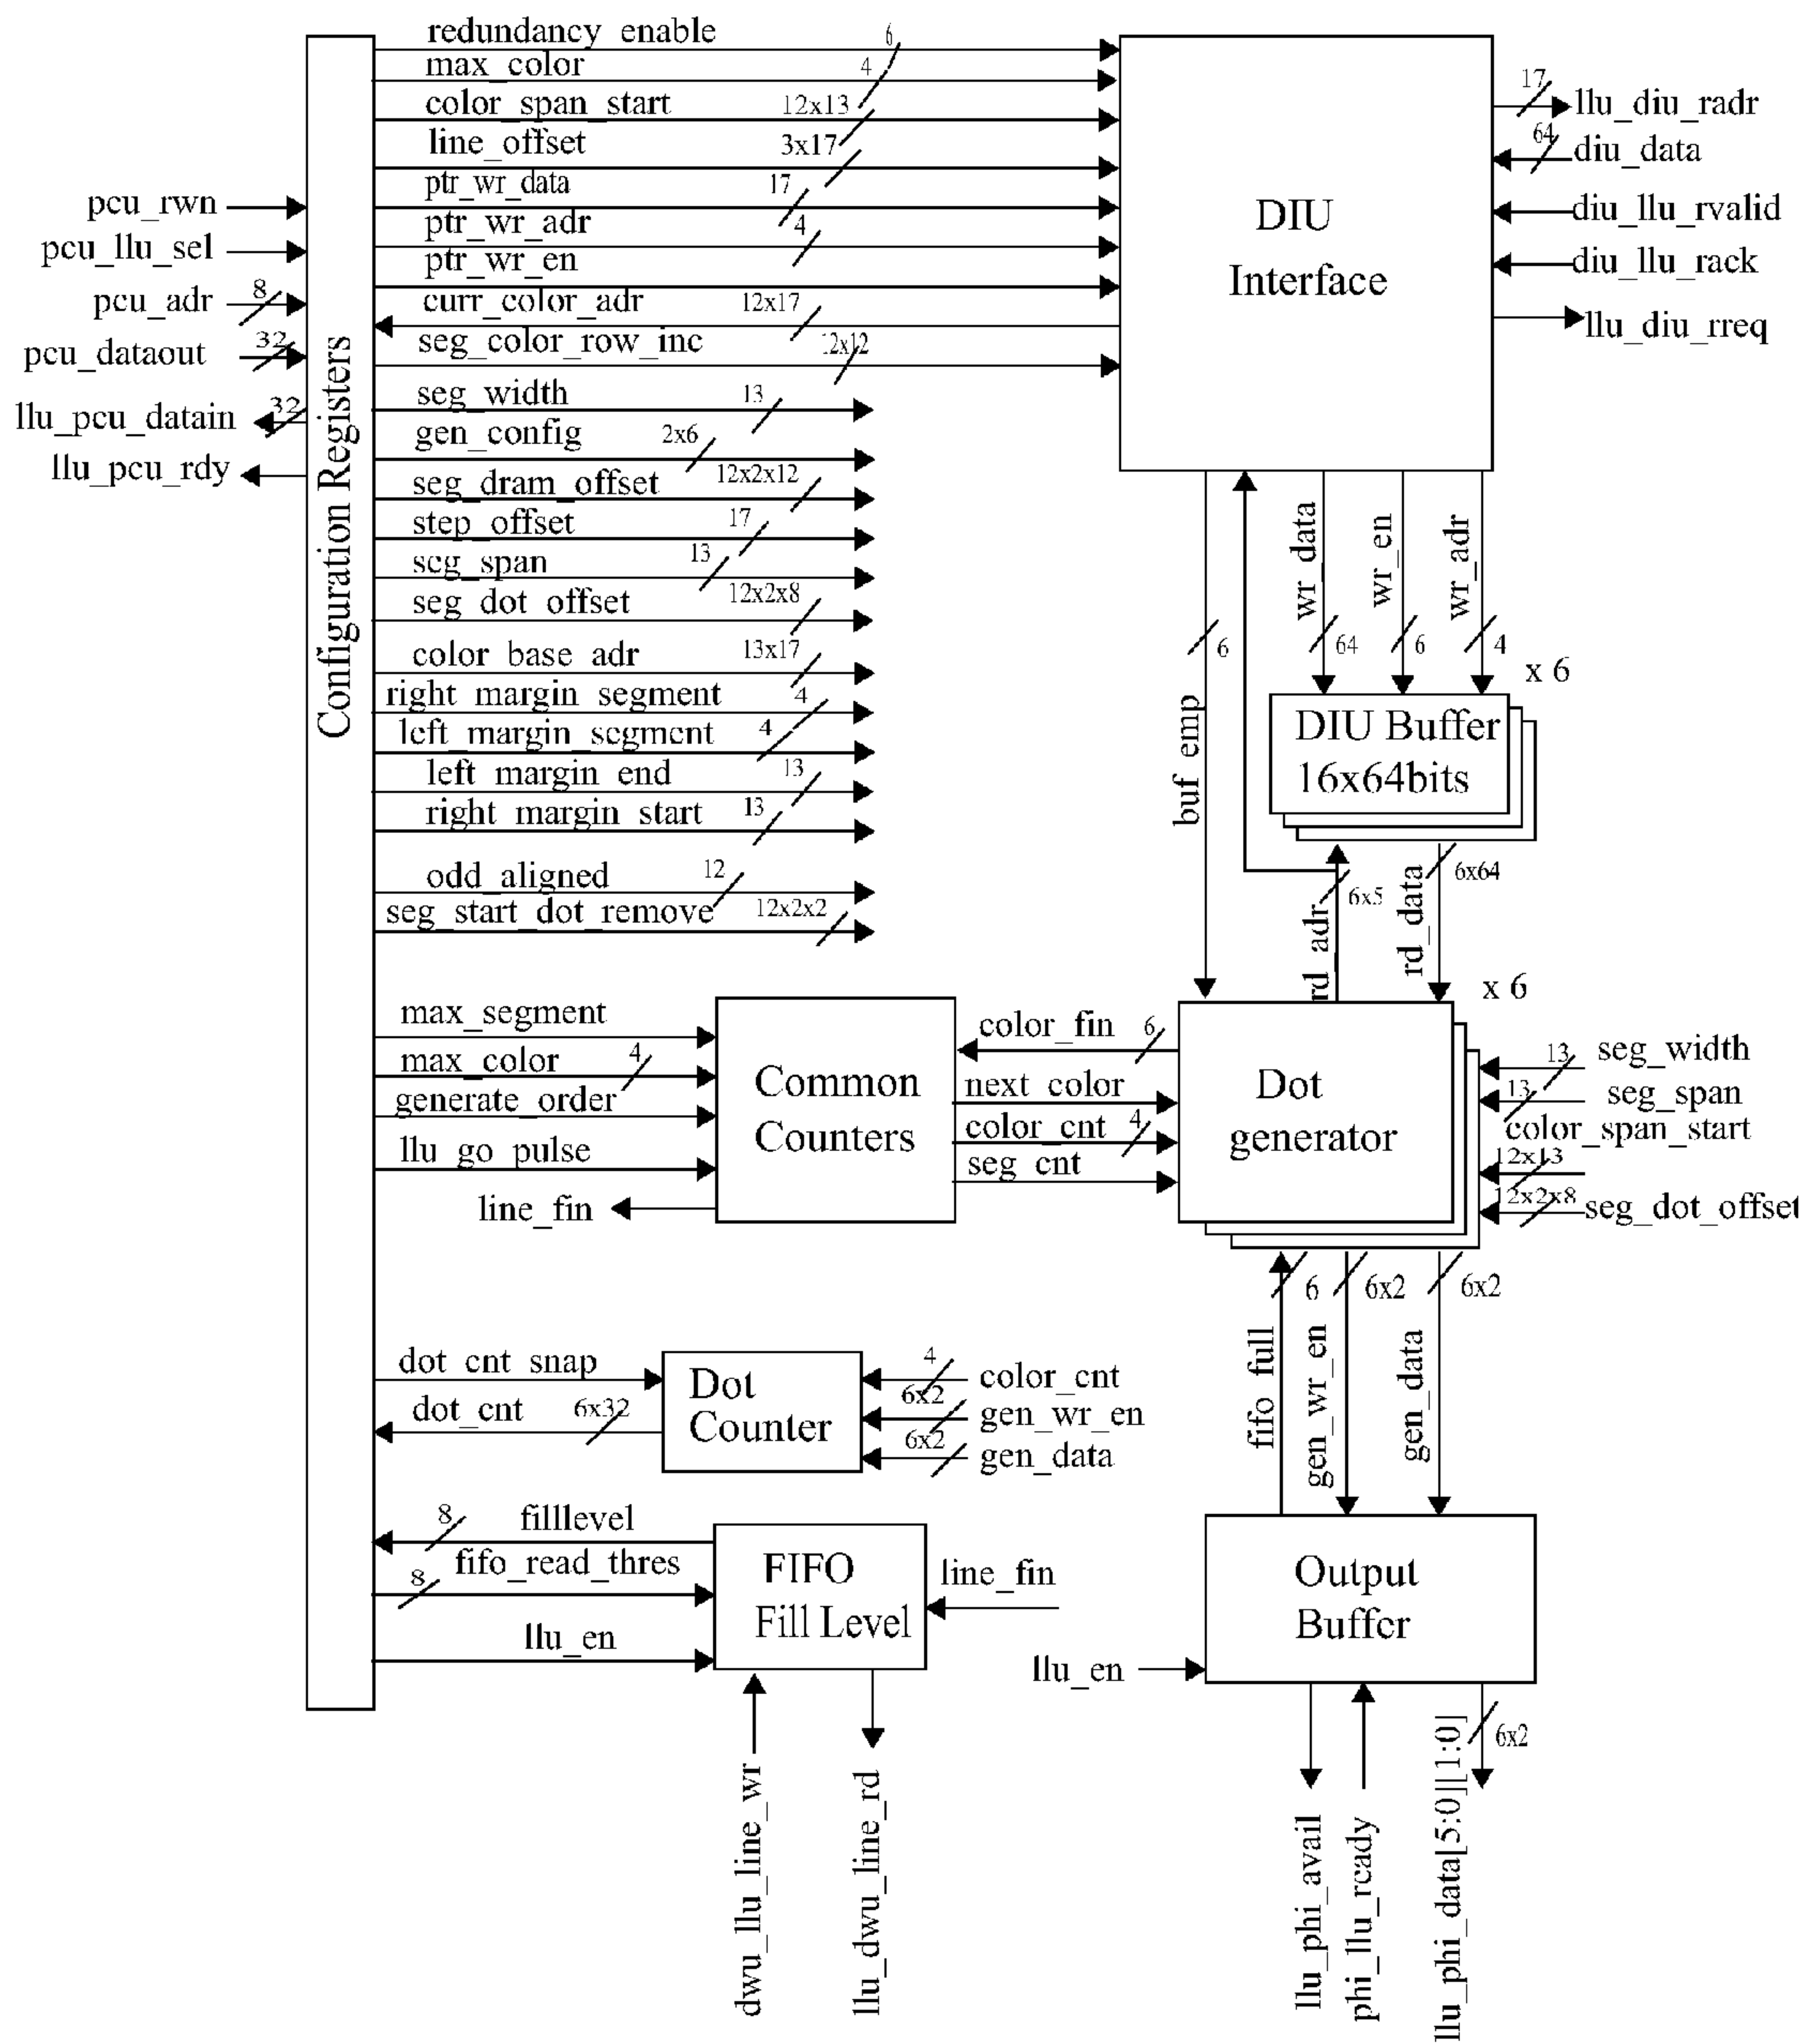 redundancy_enable
6
max_color
4
color_span_start
12x13
line_offset
3x17
ptr_wr_data
17
ptr_wr_adr
4
ptr_wr_en
curr_color_adr
12x17
seg_color_row_inc
12x12
seg_width
13
gen_config
2x6
seg_dram_offset
12x2x12
step_offset
17
seg_span
13
seg_dot_offset
12x2x8
color_base_adr
13x17
right_margin_segment
4
left_margin_segment
4
left_margin_end
13
right_margin_start
13
odd_aligned
12
seg_start_dot_remove
12x2x2
pcu_rwn
pcu_llu_sel
pcu_adr
8
pcu_dataout
32
llu_pcu_datain
32
llu_pcu_rdy
Configuration Registers
DIU
Interface
17
llu_diu_radr
64
diu_data
diu_llu_rvalid
diu_llu_rack
llu_diu_rreq
buf_emp
6
wr_data
64
wr_en
6
wr_adr
4
x 6
DIU Buffer
16x64bits
rd_adr
6x5
rd_data
6x64
x 6
max_segment
max_color
4
generate_order
llu_go_pulse
line_fin
Common
Counters
color_fin
6
next_color
color_cnt
4
seg_cnt
Dot
generator
13
seg_width
13
seg_span
color_span_start
12x13
12x2x8
seg_dot_offset
fifo_full
6
gen_wr_en
6x2
gen_data
6x2
dot_cnt_snap
dot_cnt
6x32
Dot
Counter
4
color_cnt
6x2
gen_wr_en
6x2
gen_data
8
filllevel
fifo_read_thres
8
llu_en
FIFO
Fill Level
line_fin
dwu_llu_line_wr
llu_dwu_line_rd
Output
Buffer
llu_en
llu_phi_avail
phi_llu_ready
llu_phi_data[5:0][1:0]
6x2